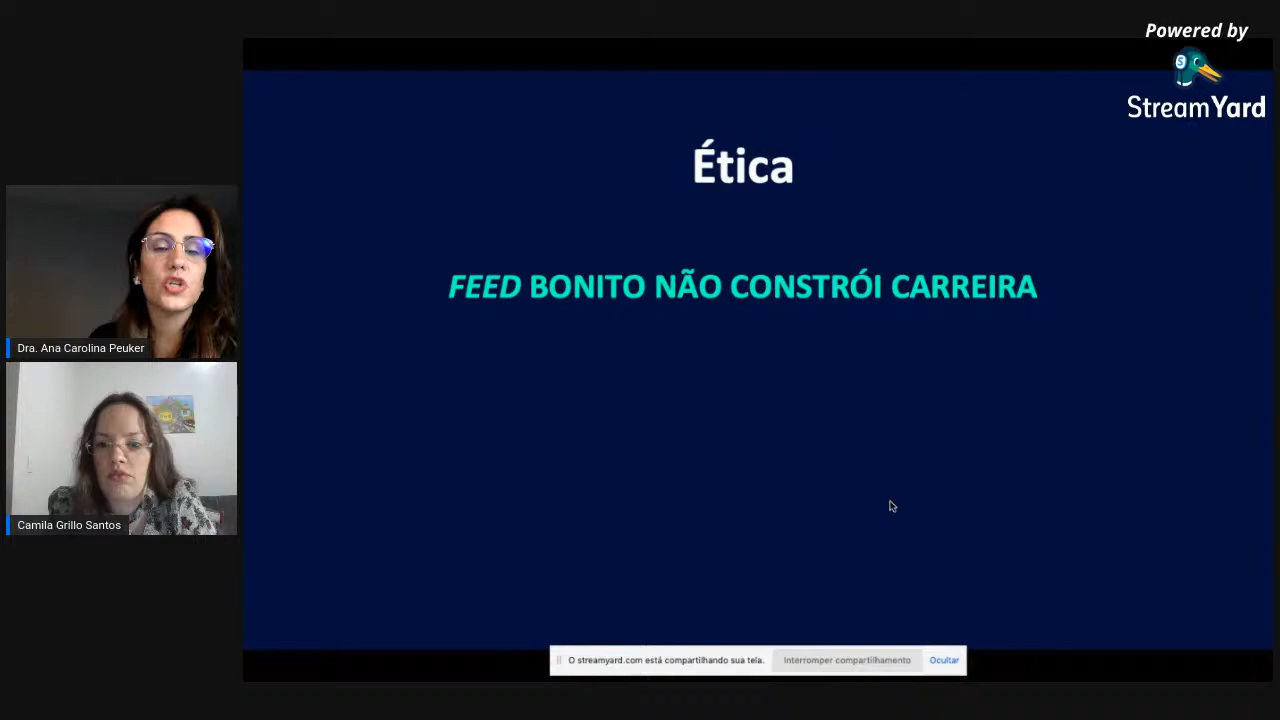 Powered by
StreamYard
Ética
FEED BONITO NÃO CONSTRÓI CARREIRA
Dra. Ana Carolina Peuker
Camila Grillo Santos
O streamyard.com está compartilhando sua tela.
Interromper compartilhamento
Ocultar